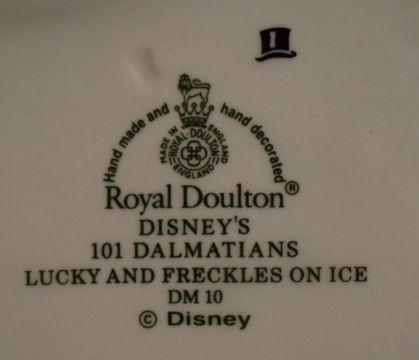 1
Hand made and hand decorated
MADE IN ENGLAND
ROYAL-DOULTON
ENGLAND
Royal Doulton®
DISNEY'S
101 DALMATIANS
LUCKY AND FRECKLES ON ICE
DM 10
© Disney